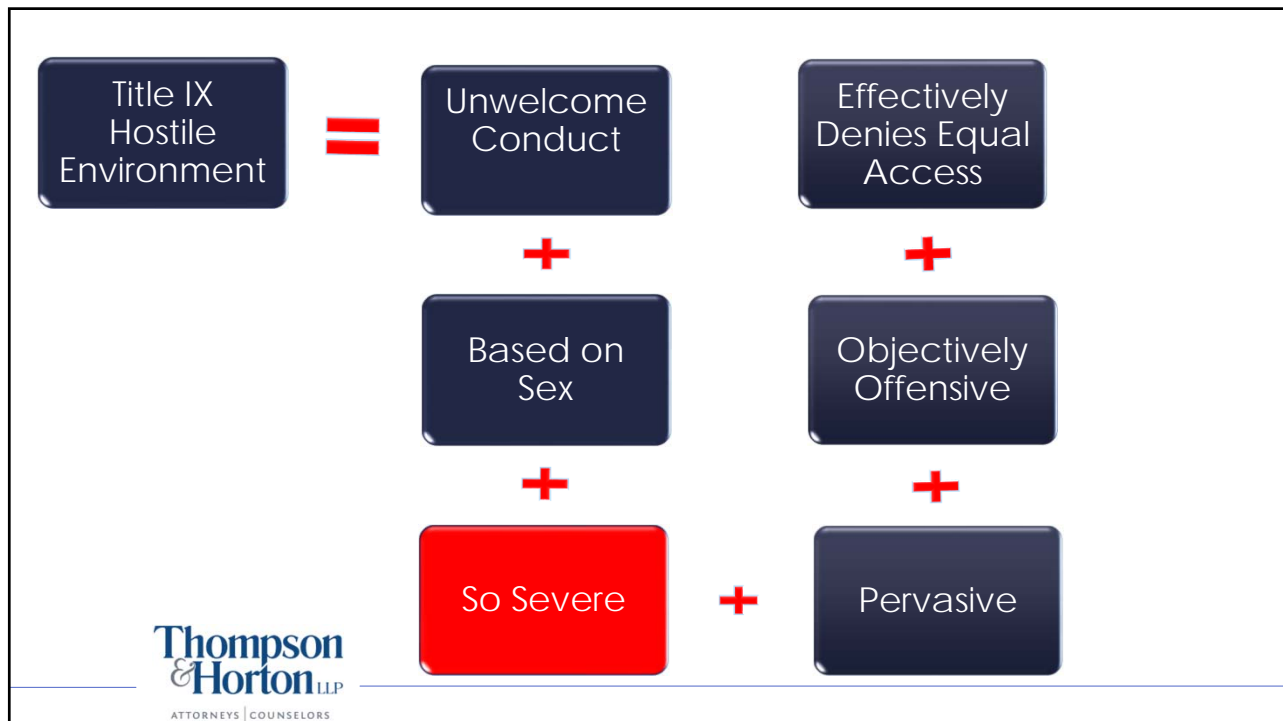 Title IX
Hostile
Environment
=
Unwelcome
Conduct
+
Based on
Sex
+
So Severe
+
Pervasive
+
Objectively
Offensive
+
Effectively
Denies Equal
Access
Thompson
&Horton LLP
ATTORNEYS | COUNSELORS